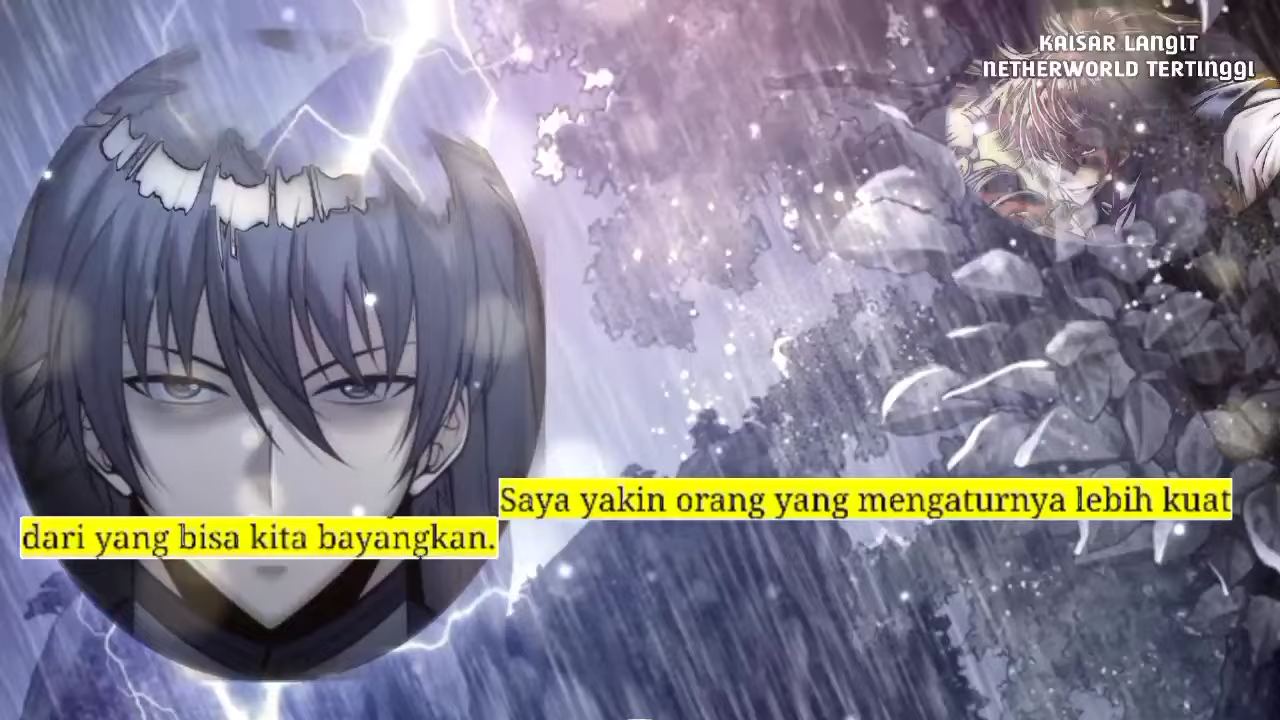 KAISAR LANGIT
NETHERWORLD TERTINGGI
Saya yakin orang yang mengaturnya lebih kuat
dari yang bisa kita bayangkan.